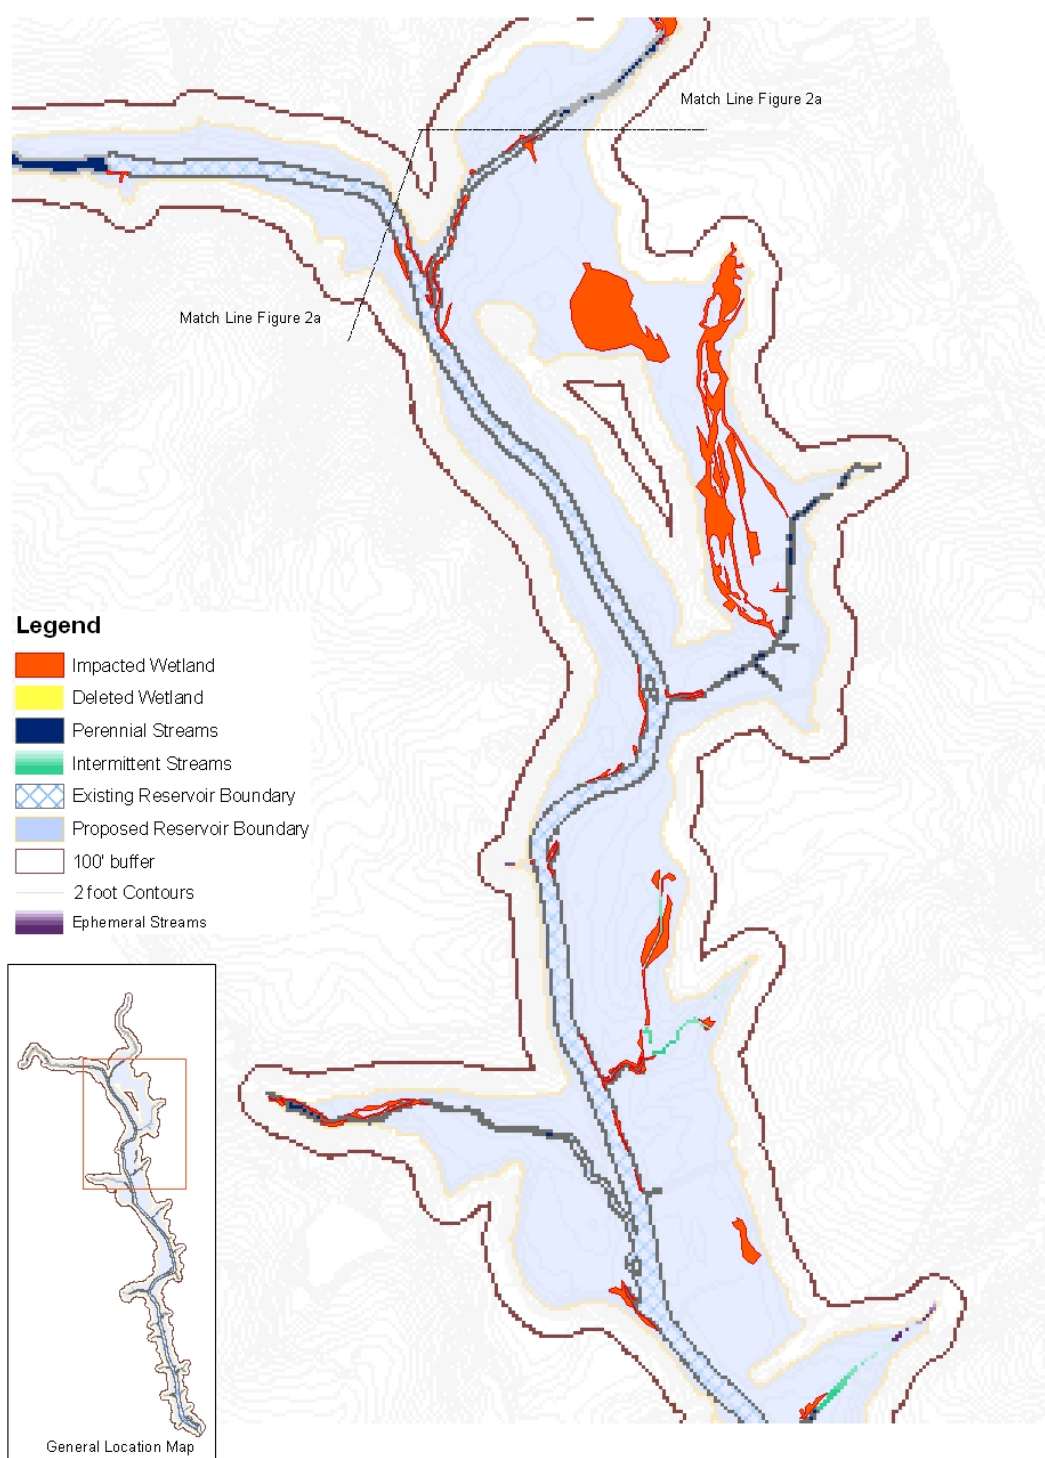 Match Line Figure 2a
Match Line Figure 2a
Legend
Impacted Wetland
Deleted Wetland
Perennial Streams
Intermittent Streams
Existing Reservoir Boundary
Proposed Reservoir Boundary
100' buffer
2 foot Contours
Ephemeral Streams
General Location Map